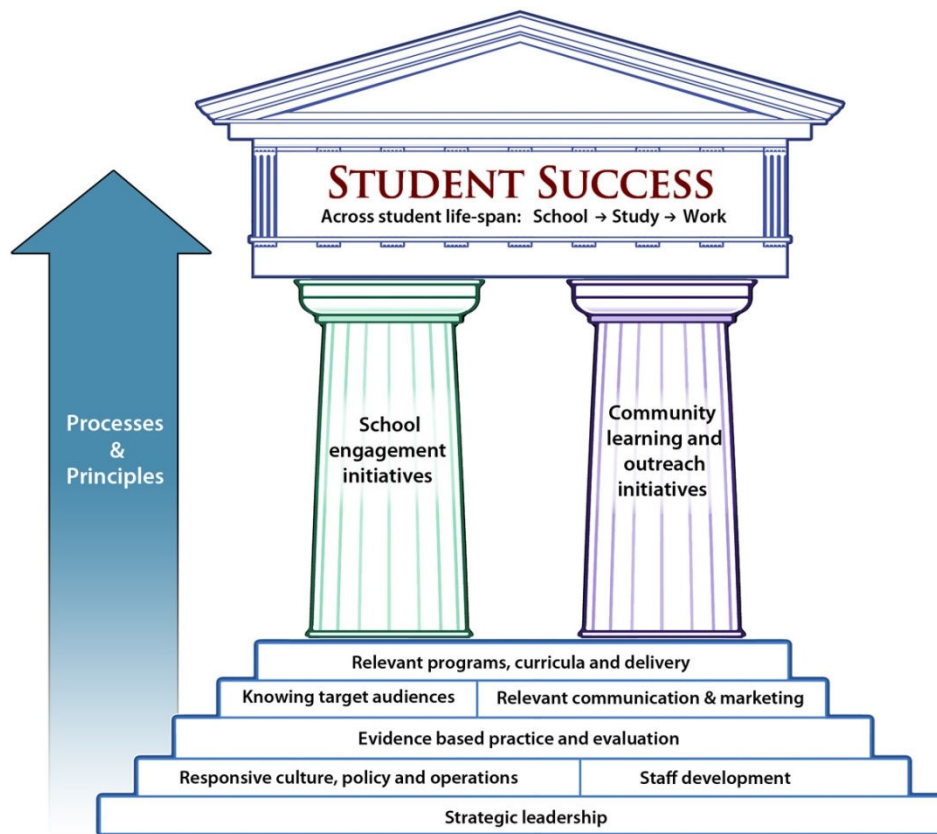 STUDENT SUCCESS
Across student life-span: School → Study → Work
Processes
&
Principles
School
engagement
initiatives
Community
learning and
outreach
initiatives
Relevant programs, curricula and delivery
Knowing target audiences
Relevant communication & marketing
Evidence based practice and evaluation
Responsive culture, policy and operations
Staff development
Strategic leadership